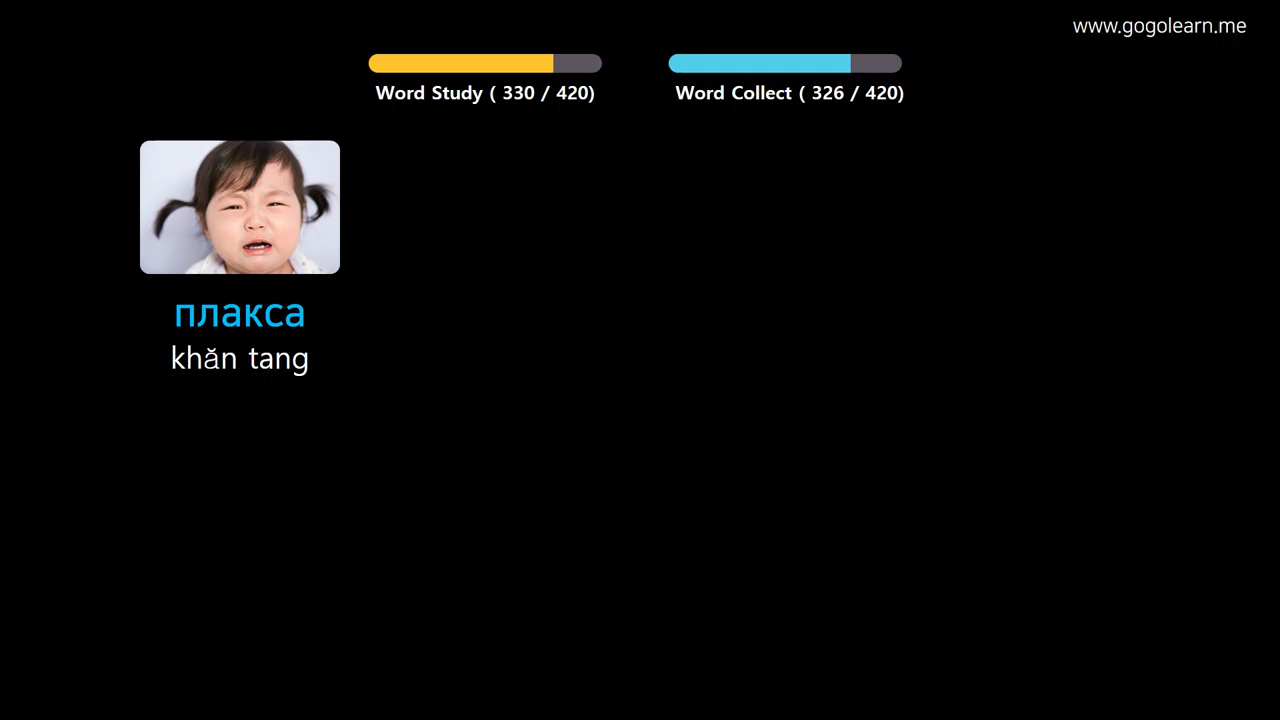 www.gogolearn.me
Word Study ( 330 / 420)
Word Collect ( 326 / 420)
плакса
khăn tang